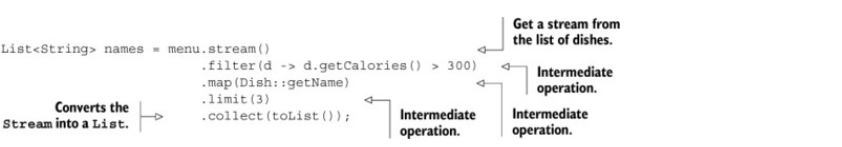 Get a stream from
the list of dishes.
List<String> names = menu.stream()
.filter(d -> d.getCalories() > 300)
Intermediate
operation.
.map(Dish::getName)
.limit(3)
Converts the
Stream into a List.
.collect(toList());
Intermediate
operation.
Intermediate
operation.